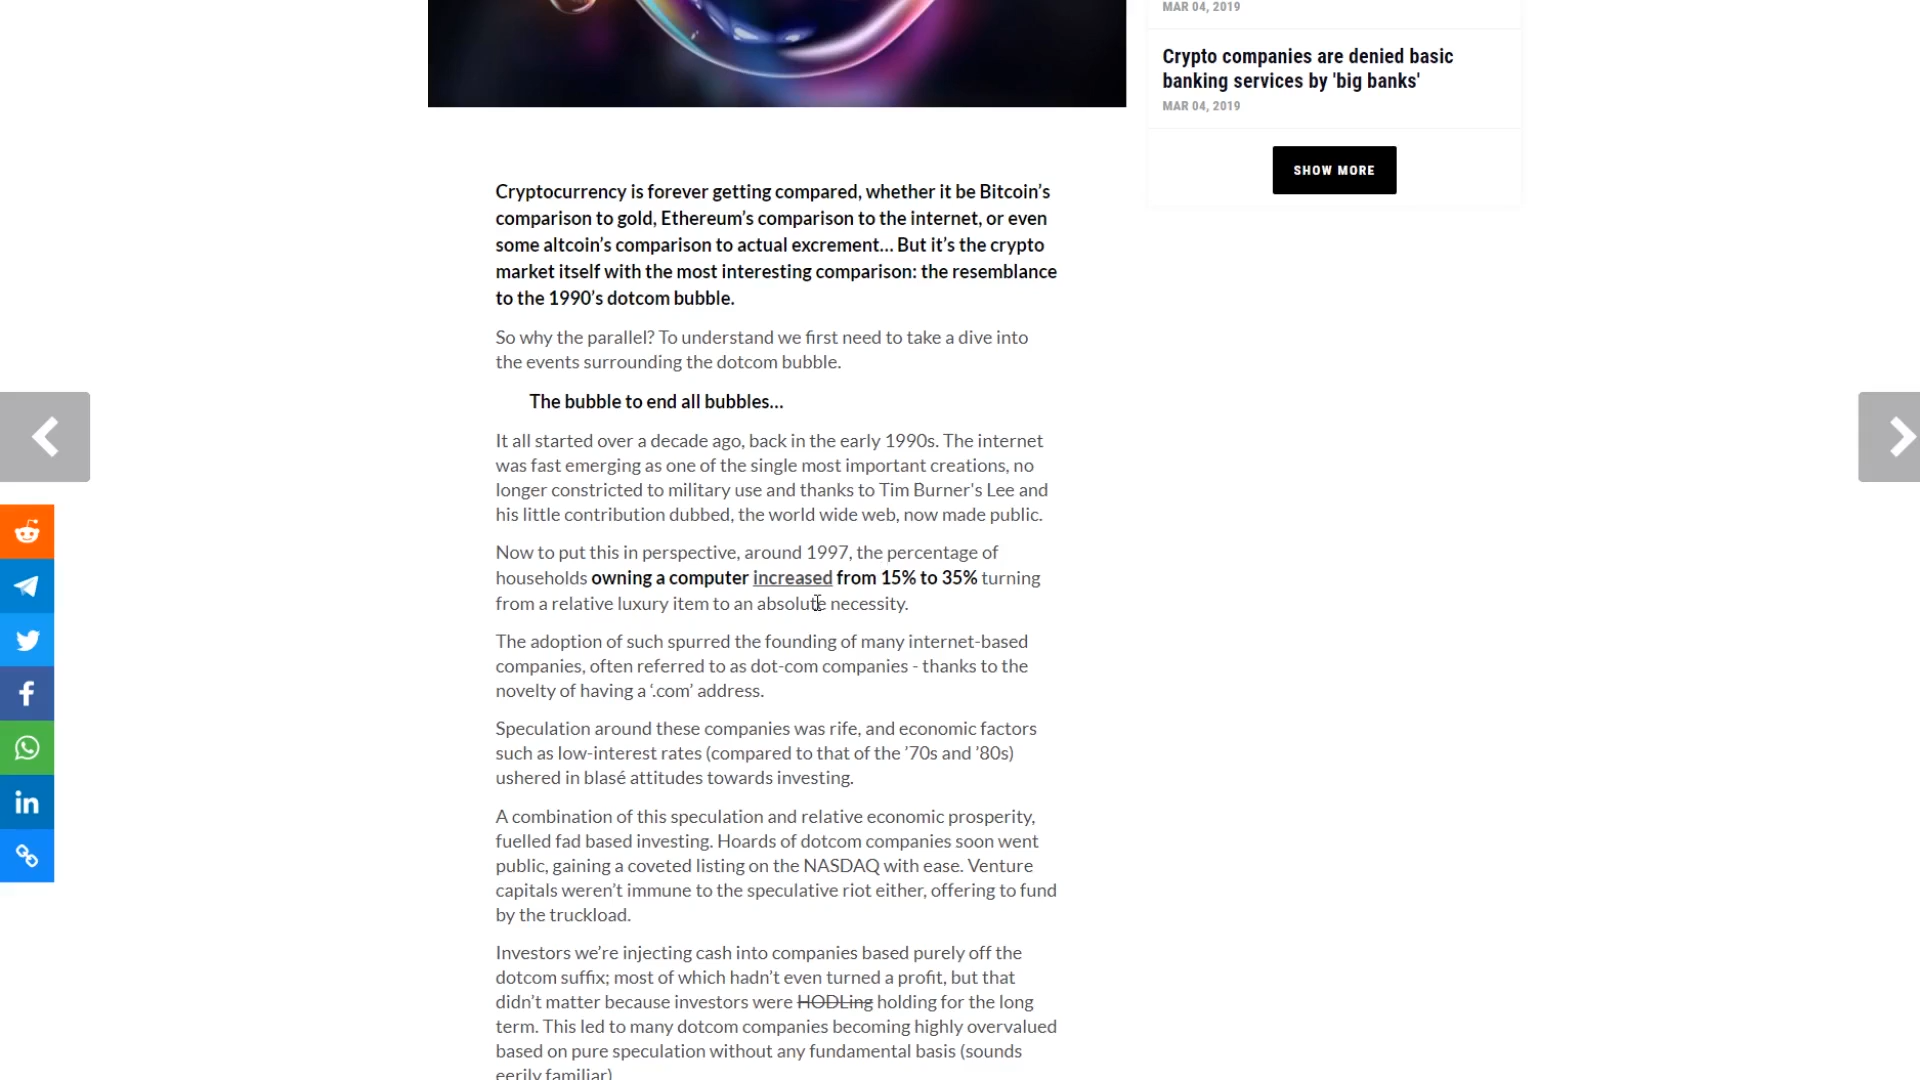 MAR 04, 2019
Crypto companies are denied basic
banking services by 'big banks'
MAR 04, 2019
SHOW MORE
Cryptocurrency is forever getting compared, whether it be Bitcoin’s
comparison to gold, Ethereum’s comparison to the internet, or even
some altcoin’s comparison to actual excrement… But it’s the crypto
market itself with the most interesting comparison: the resemblance
to the 1990’s dotcom bubble.
So why the parallel? To understand we first need to take a dive into
the events surrounding the dotcom bubble.
The bubble to end all bubbles…
It all started over a decade ago, back in the early 1990s. The internet
was fast emerging as one of the single most important creations, no
longer constricted to military use and thanks to Tim Burner's Lee and
his little contribution dubbed, the world wide web, now made public.
Now to put this in perspective, around 1997, the percentage of
households owning a computer increased from 15% to 35% turning
from a relative luxury item to an absolute necessity.
The adoption of such spurred the founding of many internet-based
companies, often referred to as dot-com companies - thanks to the
novelty of having a ‘.com’ address.
Speculation around these companies was rife, and economic factors
such as low-interest rates (compared to that of the ’70s and ’80s)
ushered in blasé attitudes towards investing.
A combination of this speculation and relative economic prosperity,
fuelled fad based investing. Hoards of dotcom companies soon went
public, gaining a coveted listing on the NASDAQ with ease. Venture
capitals weren’t immune to the speculative riot either, offering to fund
by the truckload.
Investors we’re injecting cash into companies based purely off the
dotcom suffix; most of which hadn’t even turned a profit, but that
didn’t matter because investors were HODLing holding for the long
term. This led to many dotcom companies becoming highly overvalued
based on pure speculation without any fundamental basis (sounds
eerily familiar)